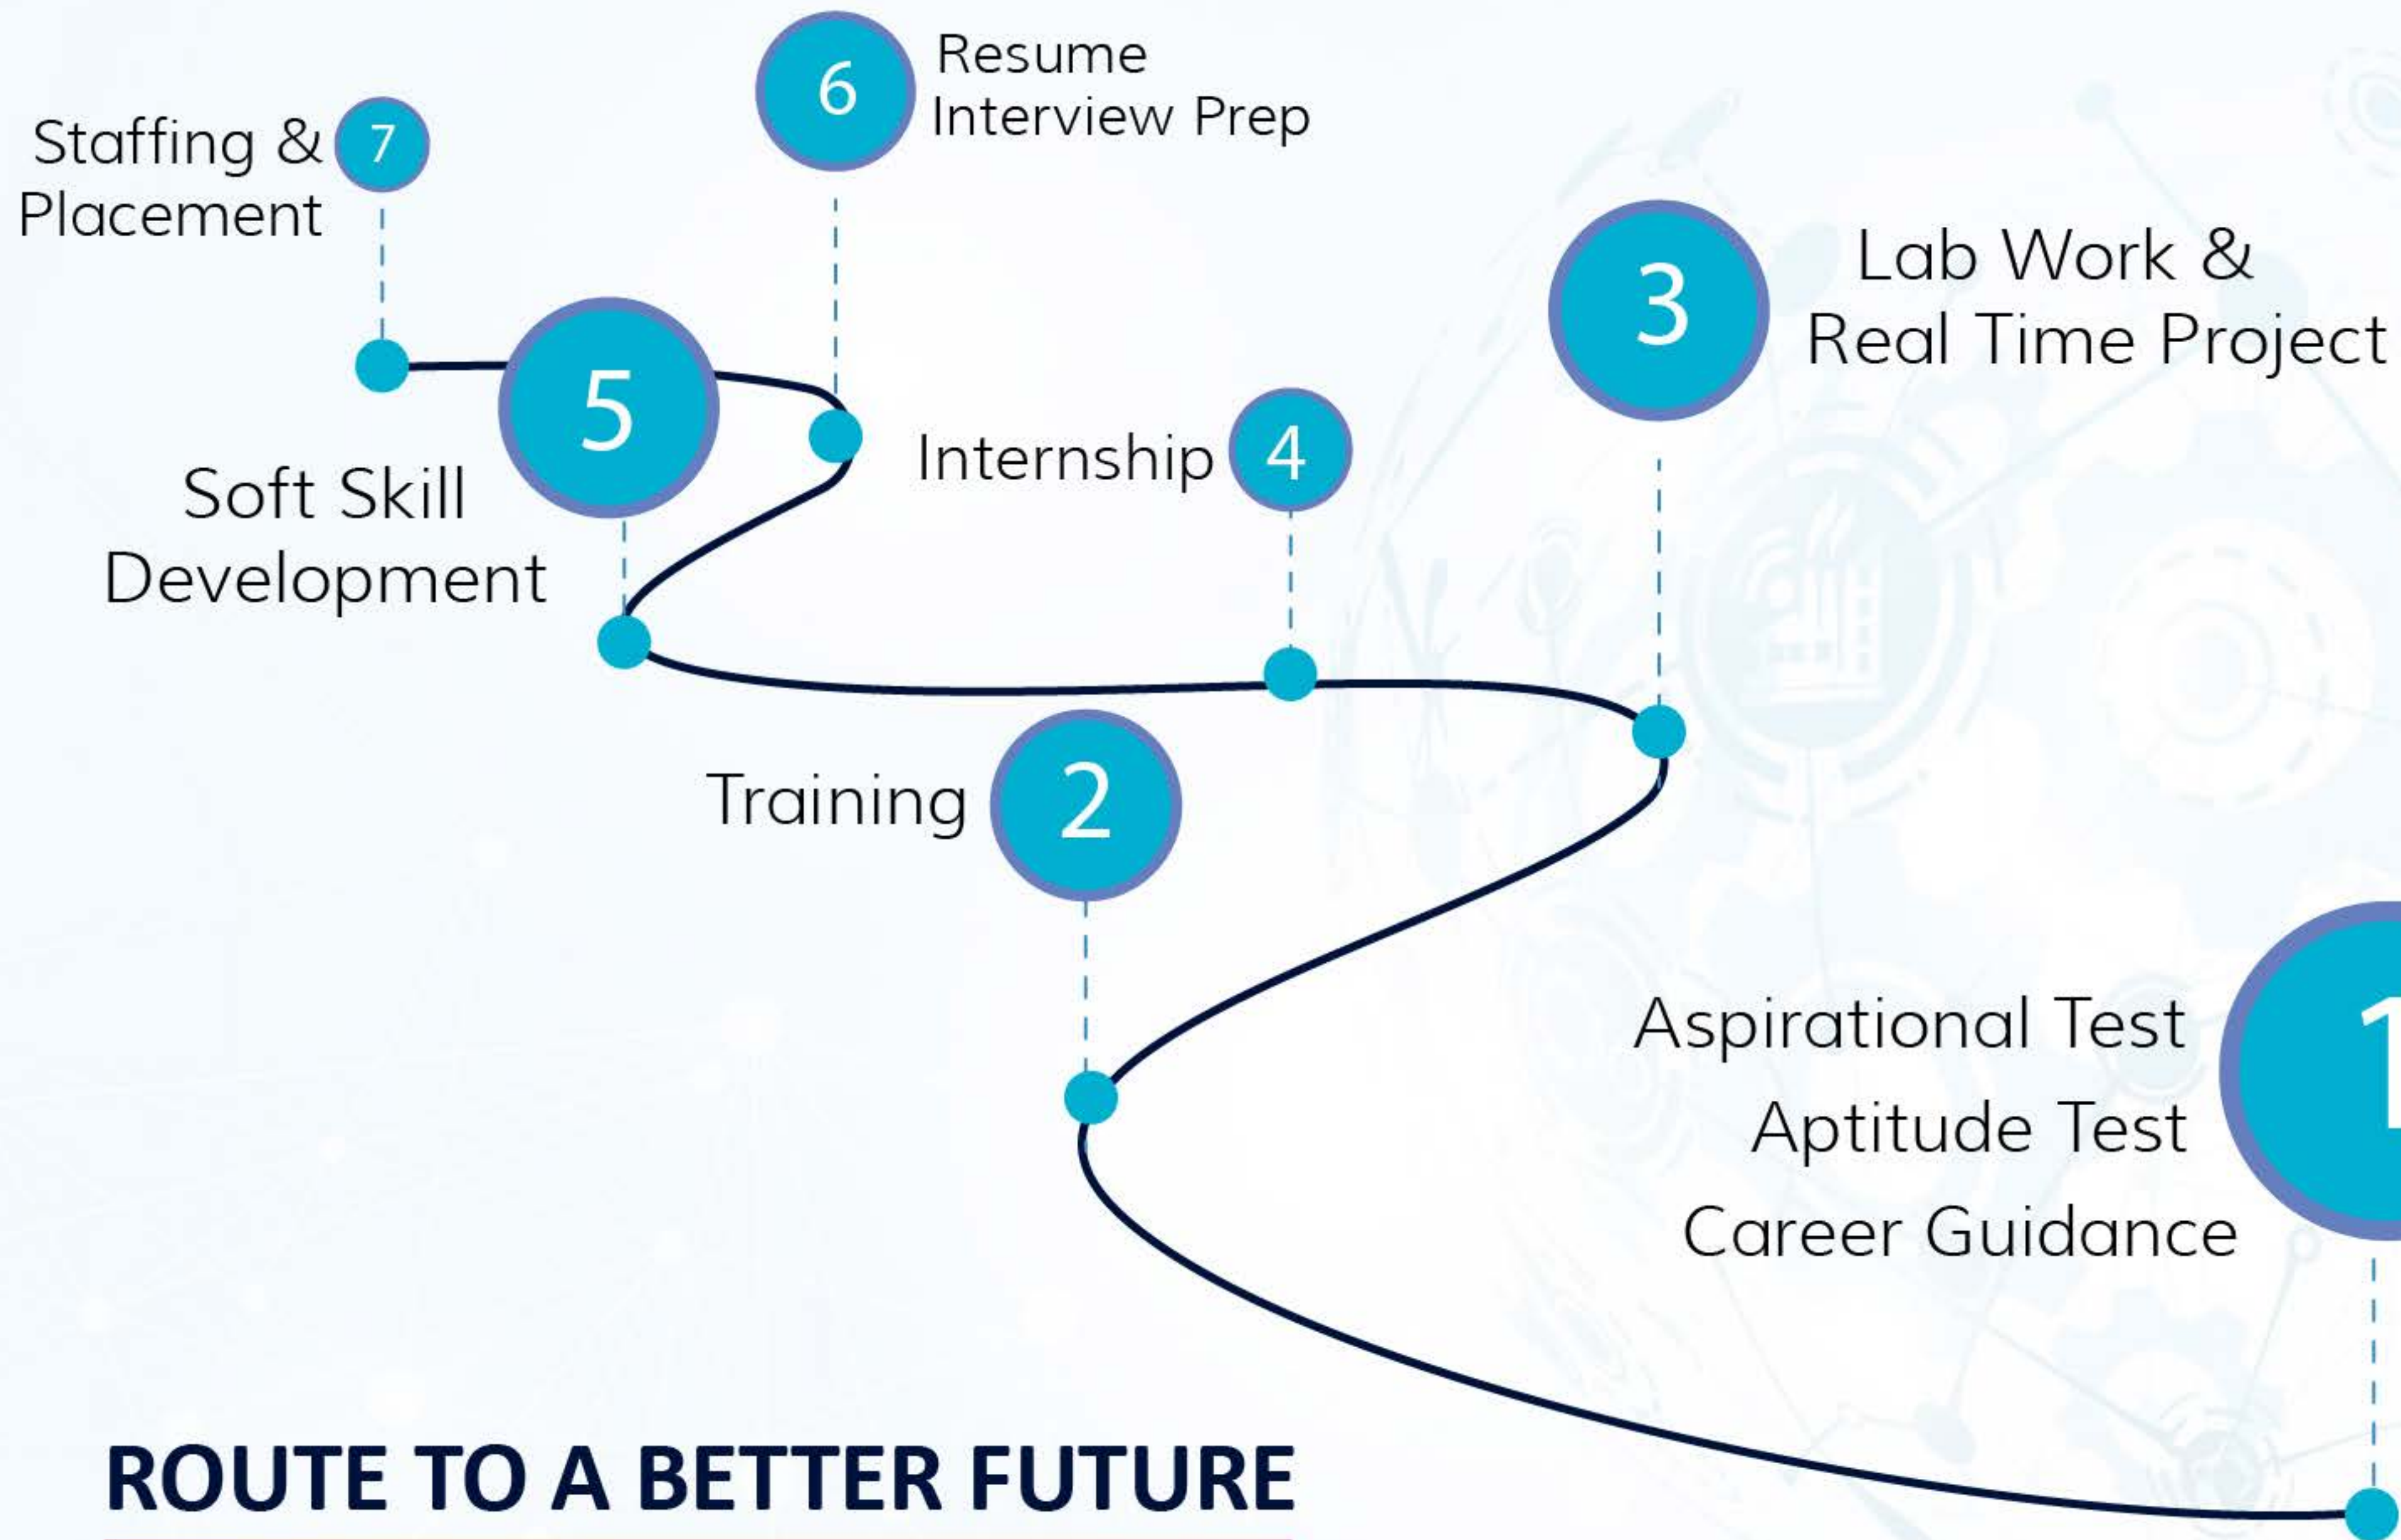 6
Resume
Interview Prep
Staffing &
Placement
7
3
Lab Work &
Real Time Project
5
Soft Skill
Development
Internship
4
Training
2
1
Aspirational Test
Aptitude Test
Career Guidance
ROUTE TO A BETTER FUTURE